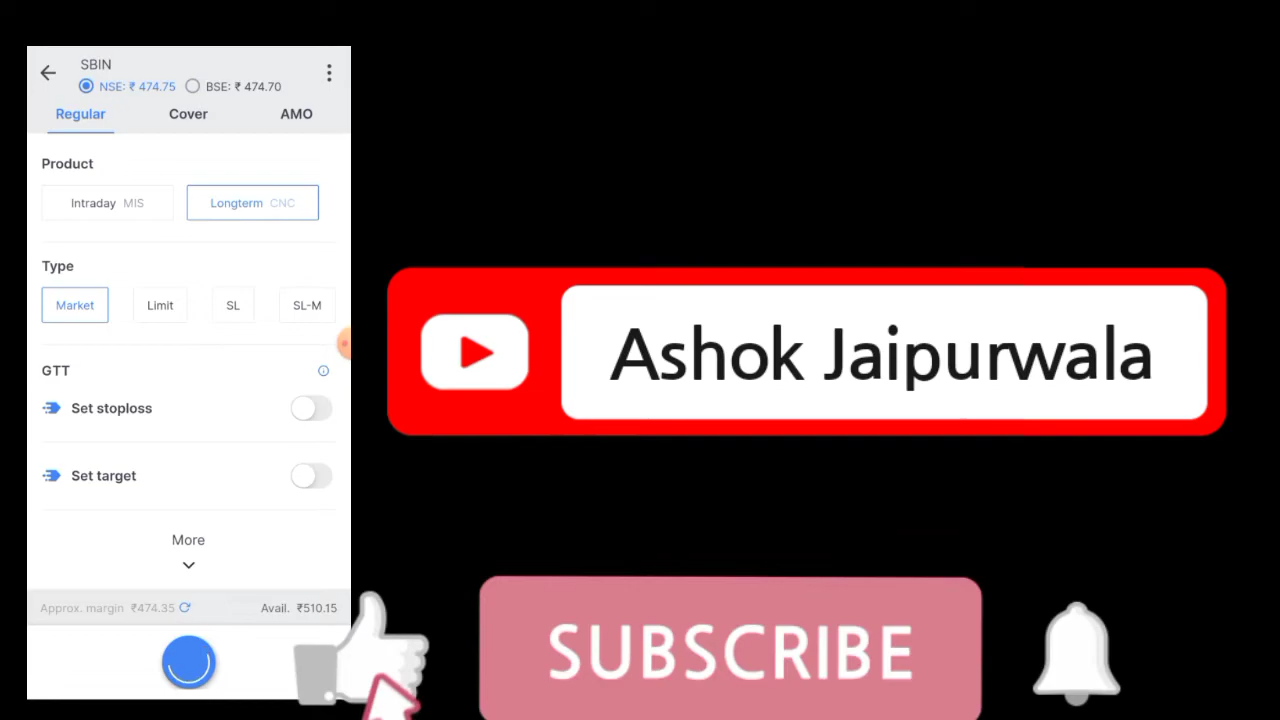 SBIN
NSE: ₹ 474.75 BSE: ₹ 474.70
Regular Cover AMO
Product
Intraday MIS Longterm CNC
Type
Market Limit SL SL-M
GTT
Set stoploss
Set target
More
Approx. margin ₹474.35 Avail. ₹510.15
Ashok Jaipurwala
SUBSCRIBE